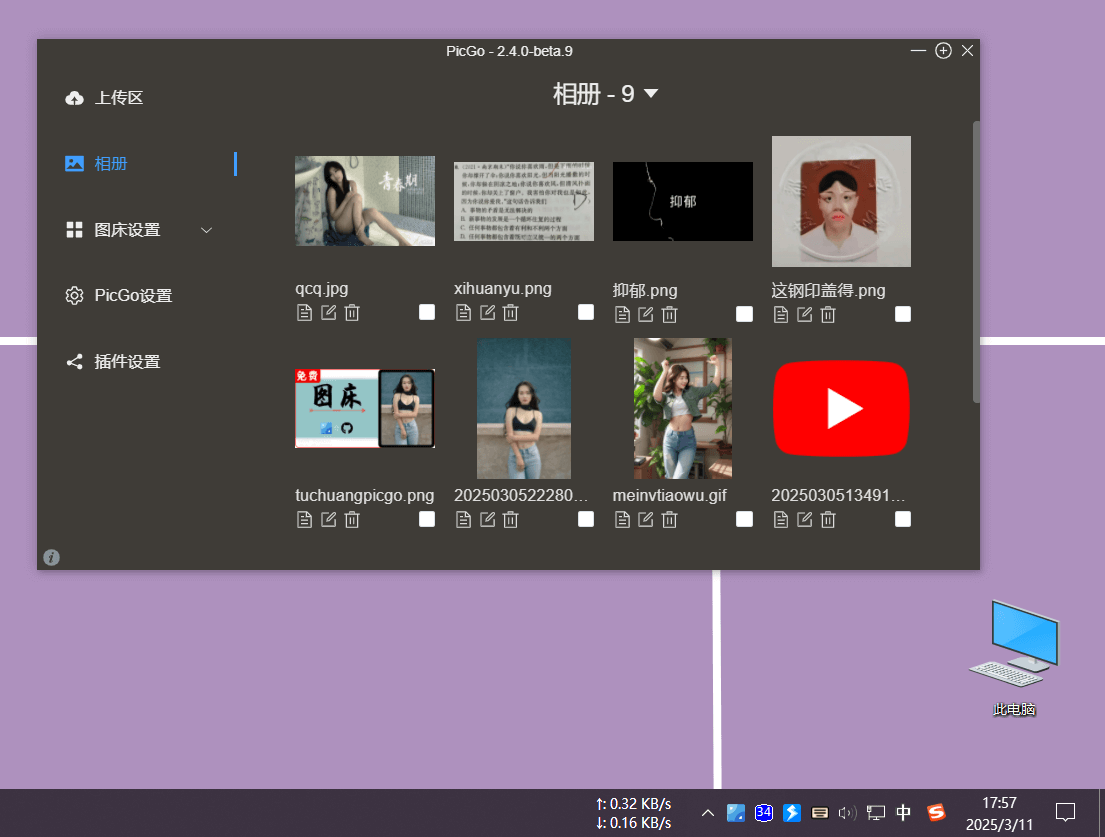 PicGo - 2.4.0-beta.9
上传区
相册
图床设置
PicGo设置
插件设置
相册 - 9
青春期
抑郁
qcq.jpg
xihuanyu.png
抑郁.png
这钢印盖得.png
免费
图床
tuchuangpicgo.png
2025030522280...
meinvtiaowu.gif
2025030513491...
此电脑
↑: 0.32 KB/s
↓: 0.16 KB/s
34
中
17:57
2025/3/11